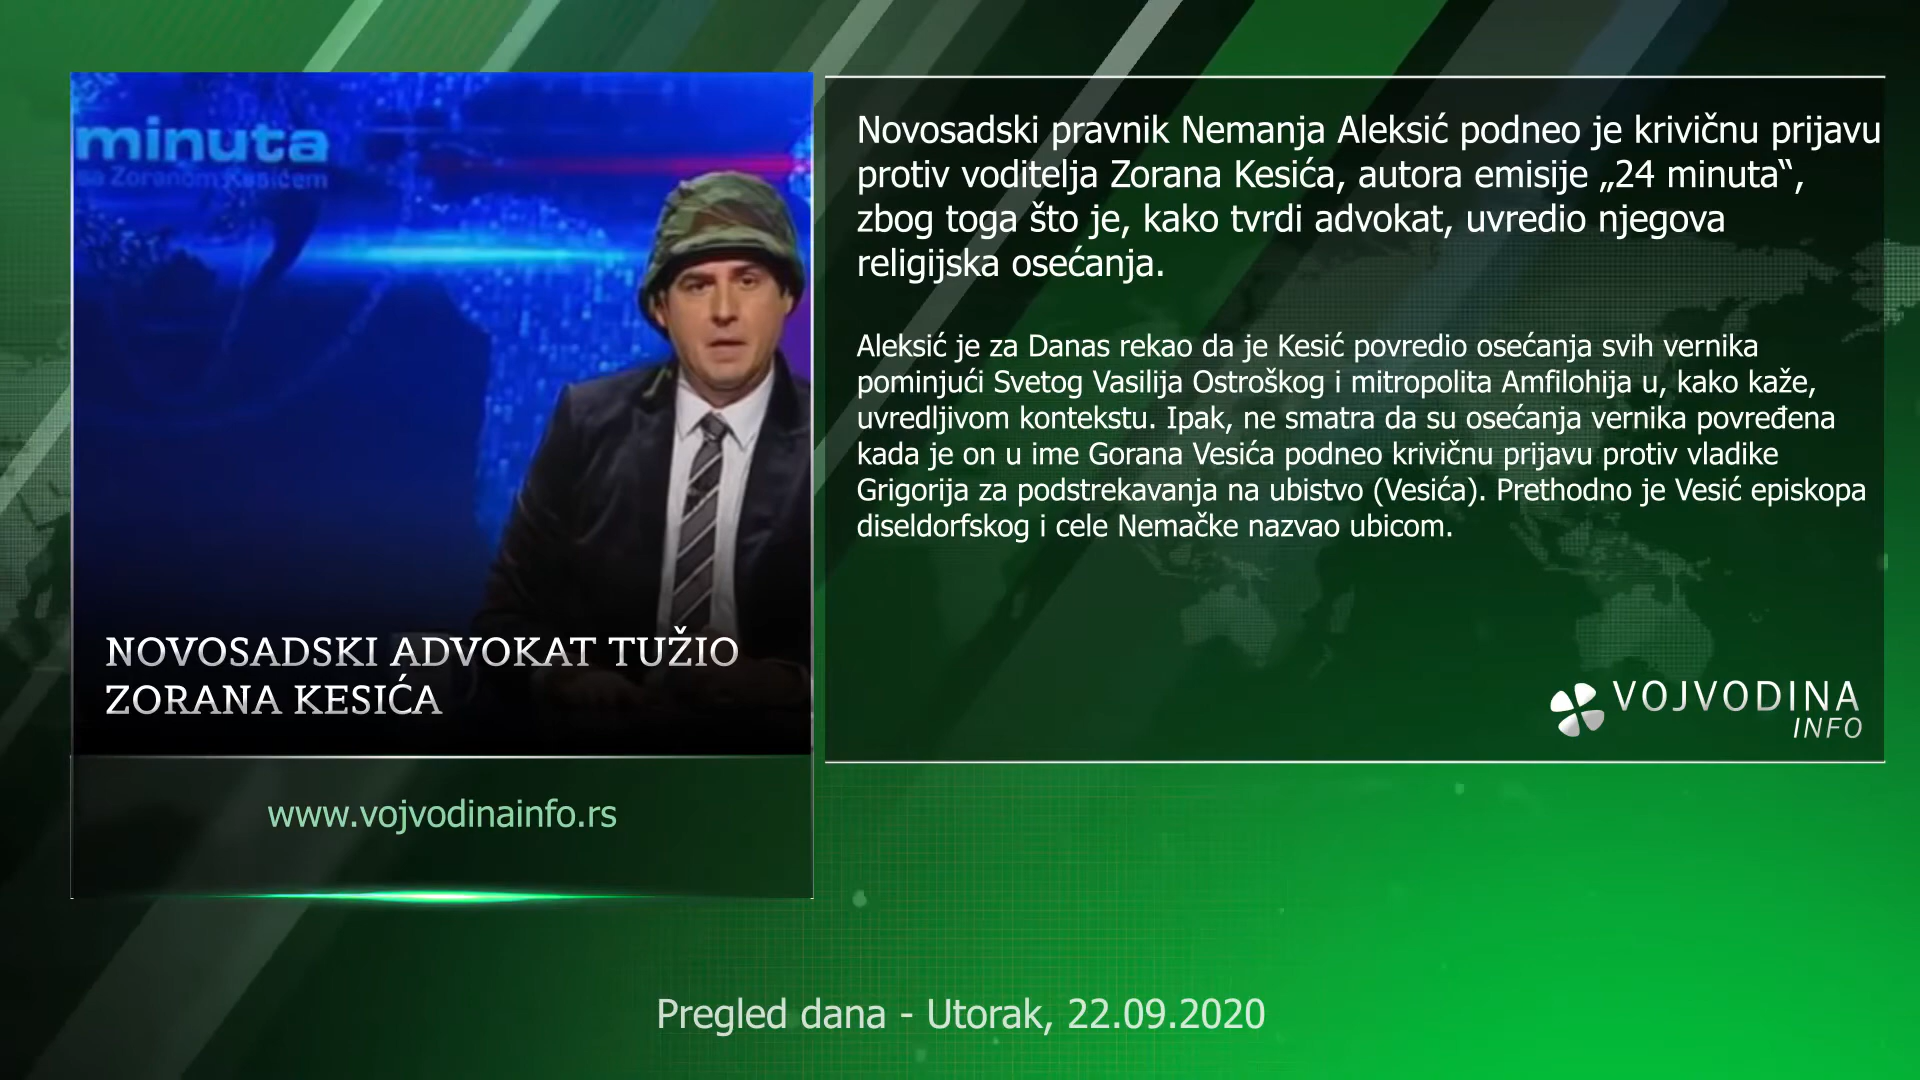 minuta
sa Zoranom Kesićem
NOVOSADSKI ADVOKAT TUŽIO
ZORANA KESIĆA
www.vojvodinainfo.rs
Novosadski pravnik Nemanja Aleksić podneo je krivičnu prijavu
protiv voditelja Zorana Kesića, autora emisije „24 minuta“,
zbog toga što je, kako tvrdi advokat, uvredio njegova
religijska osećanja.
Aleksić je za Danas rekao da je Kesić povredio osećanja svih vernika
pominjući Svetog Vasilija Ostroškog i mitropolita Amfilohija u, kako kaže,
uvredljivom kontekstu. Ipak, ne smatra da su osećanja vernika povređena
kada je on u ime Gorana Vesića podneo krivičnu prijavu protiv vladike
Grigorija za podstrekavanja na ubistvo (Vesića). Prethodno je Vesić episkopa
diseldorfskog i cele Nemačke nazvao ubicom.
VOJVODINA
INFO
Pregled dana - Utorak, 22.09.2020